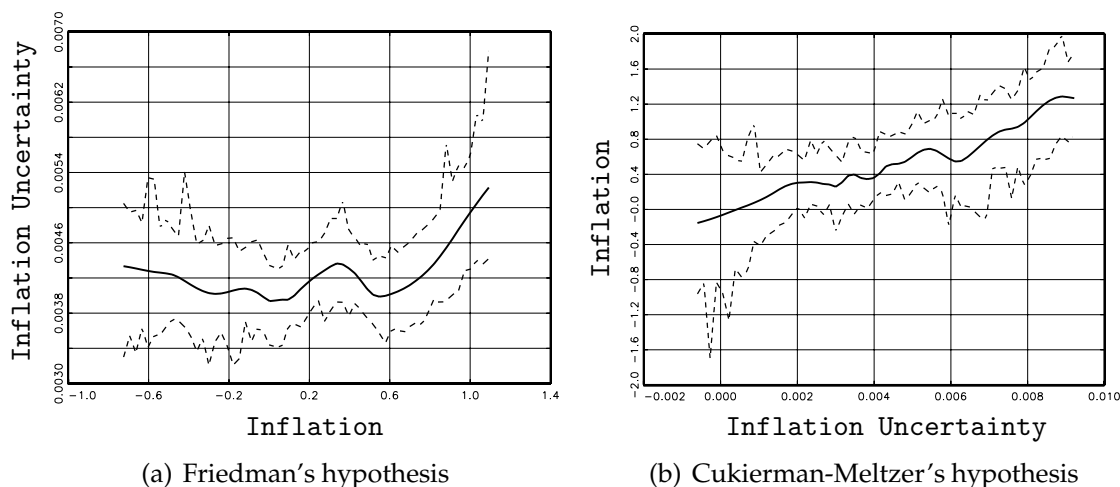 0.0070
0.0062
0.0054
0.0046
0.0038
0.0030
Inflation Uncertainty
−1.0 −0.6 −0.2 0.2 0.6 1.0 1.4
Inflation
(a) Friedman's hypothesis
2.0
1.6
1.2
0.8
0.4
−0.0
−0.4
−0.8
−1.2
−1.6
−2.0
Inflation
−0.002 0.000 0.002 0.004 0.006 0.008 0.010
Inflation Uncertainty
(b) Cukierman-Meltzer's hypothesis